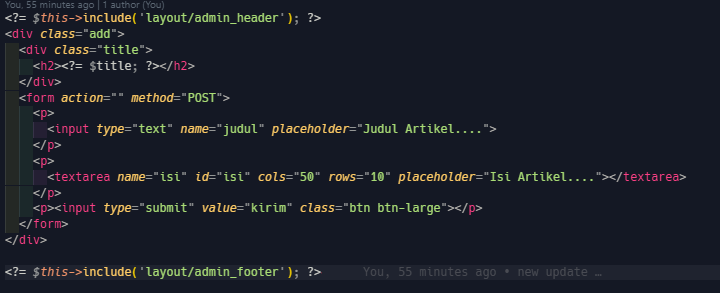 You, 55 minutes ago | 1 author (You)
<?= $this->include('layout/admin_header'); ?>
<div class="add">
<div class="title">
<h2><?= $title; ?></h2>
</div>
<form action="" method="POST">
<p>
<input type="text" name="judul" placeholder="Judul Artikel....">
</p>
<p>
<textarea name="isi" id="isi" cols="50" rows="10" placeholder="Isi Artikel...."></textarea>
</p>
<p><input type="submit" value="kirim" class="btn btn-large"></p>
</form>
</div>
<?= $this->include('layout/admin_footer'); ?> You, 55 minutes ago • new update …